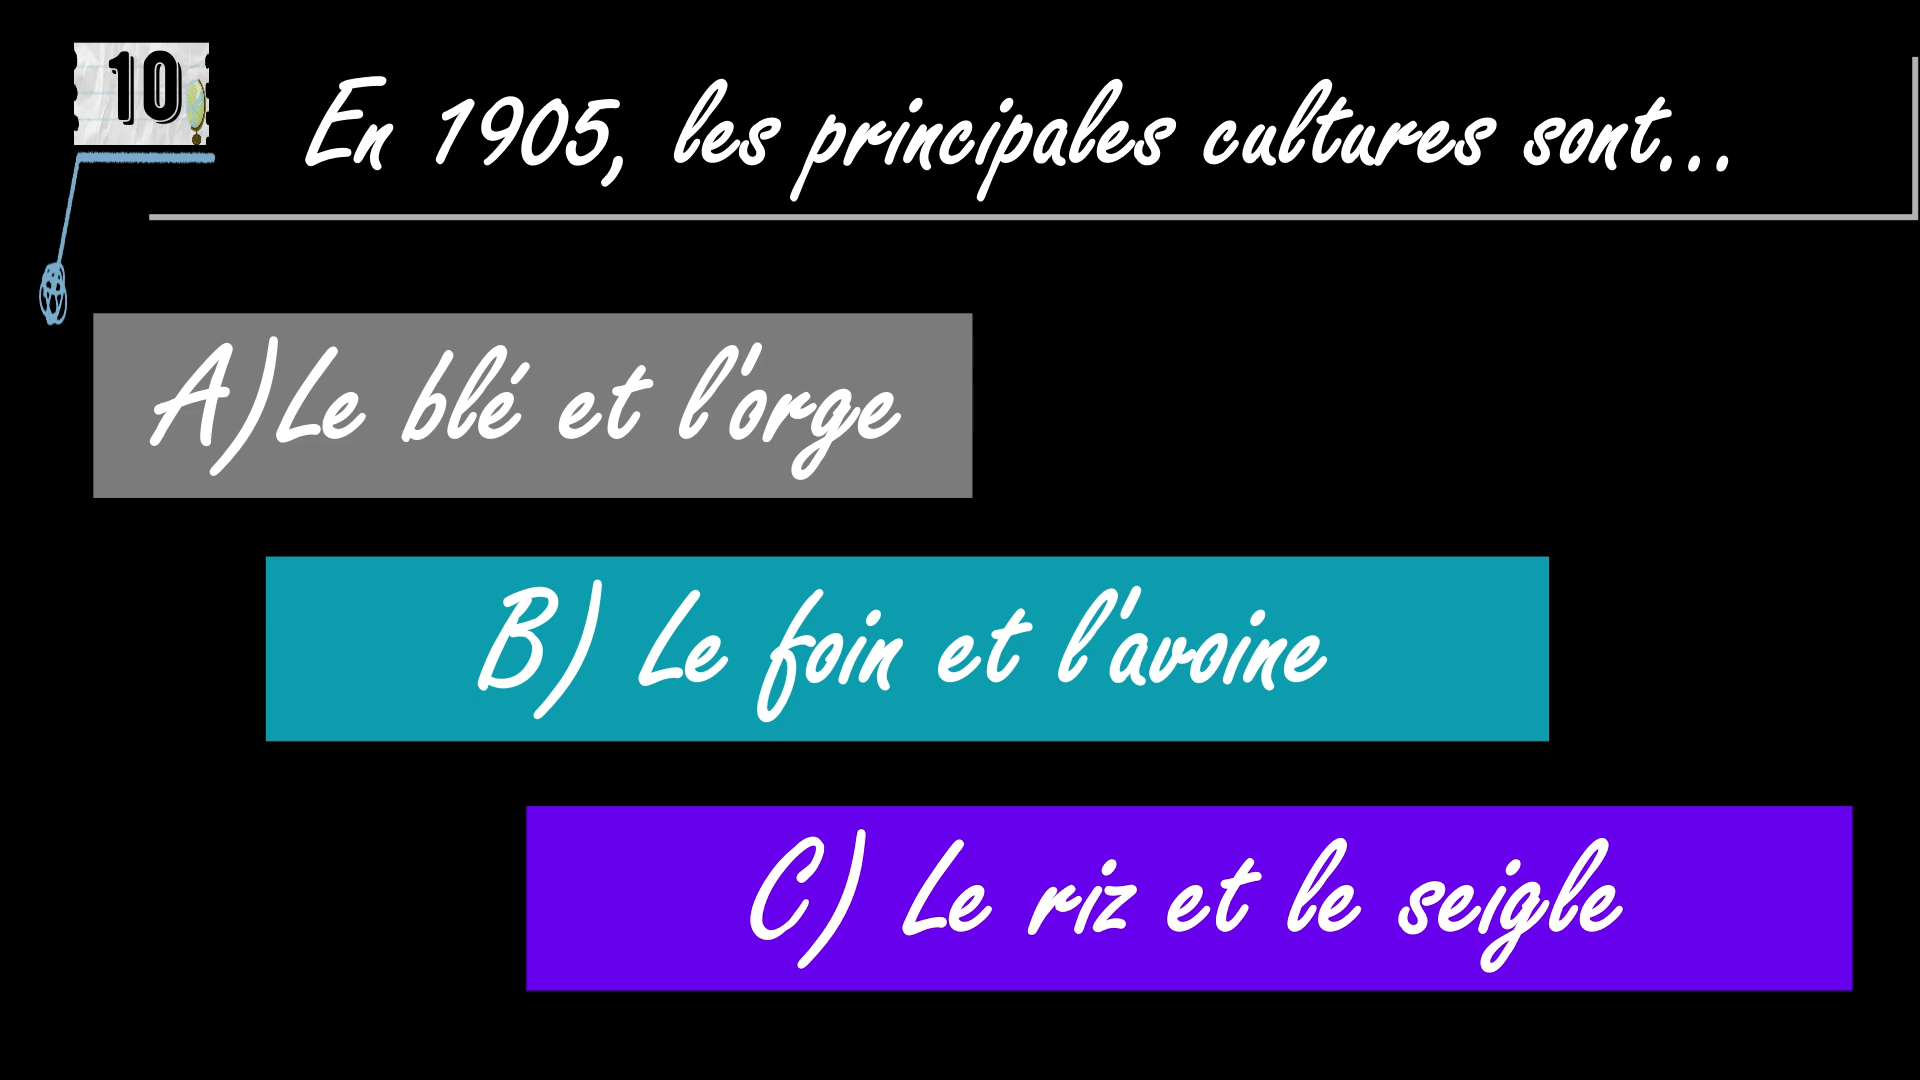 10
En 1905, les principales cultures sont...
A)Le blé et l'orge
B) Le foin et l'avoine
C) Le riz et le seigle